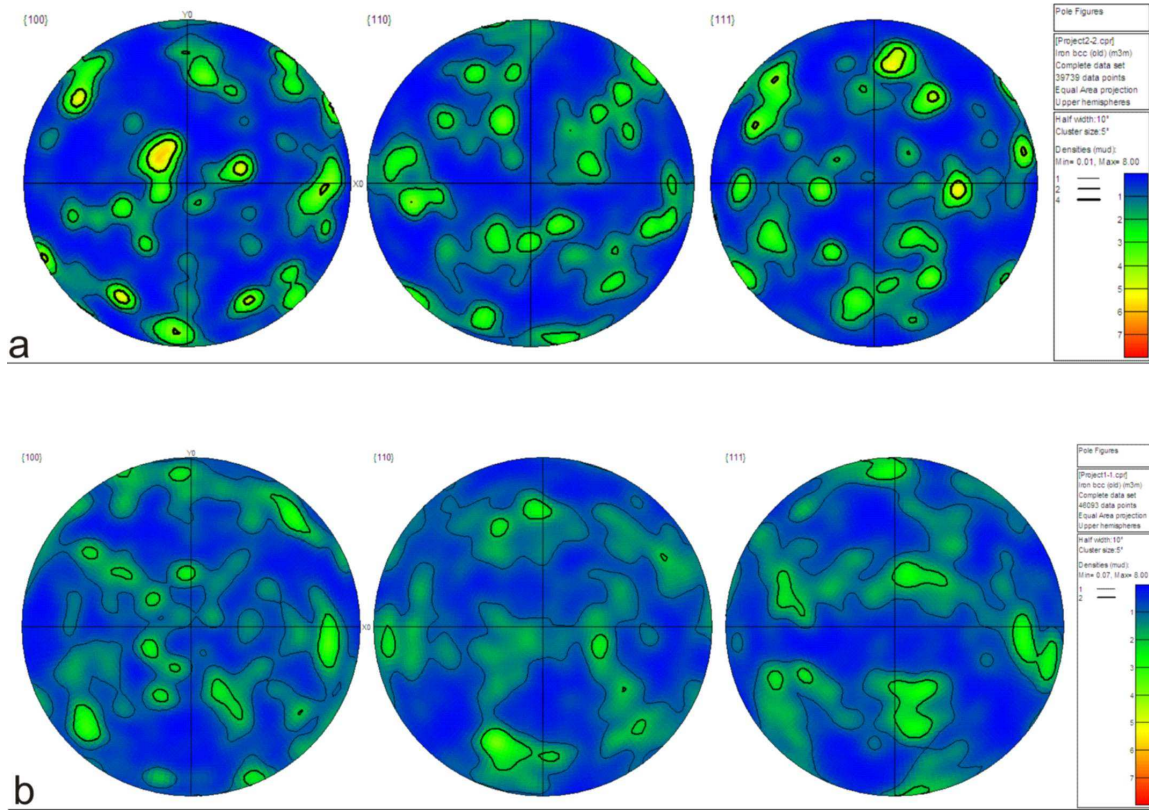 {100}
Y0
{110}
{111}
X0
Pole Figures
[Project2-2.cpr]
Iron bcc (old) (m3m)
Complete data set
39739 data points
Equal Area projection
Upper hemispheres
Half width:10°
Cluster size:5°
Densities (mud):
Min= 0.01, Max= 8.00
1
2
4
1
2
3
4
5
6
7
a
{100}
Y0
{110}
{111}
X0
Pole Figures
[Project1-1.cpr]
Iron bcc (old) (m3m)
Complete data set
46093 data points
Equal Area projection
Upper hemispheres
Half width:10°
Cluster size:5°
Densities (mud):
Min= 0.07, Max= 8.00
1
2
1
2
3
4
5
6
7
b